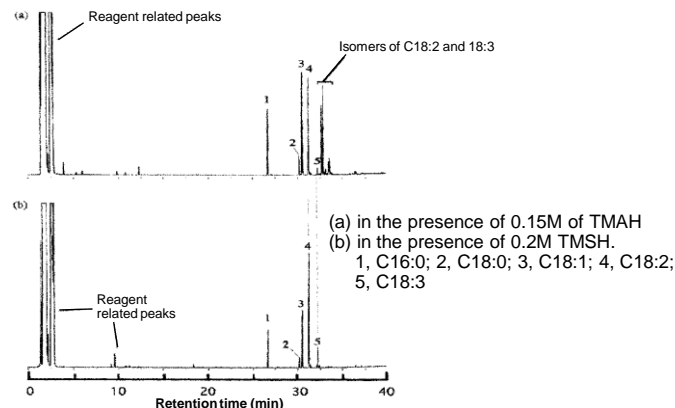 (a)
Reagent related peaks
Isomers of C18:2 and 18:3
1
2
3
4
5
(b)
Reagent
related peaks
1
2
3
4
5
(a) in the presence of 0.15M of TMAH
(b) in the presence of 0.2M TMSH.
1, C16:0; 2, C18:0; 3, C18:1; 4, C18:2;
5, C18:3
0 10 20 30 40
Retention time (min)